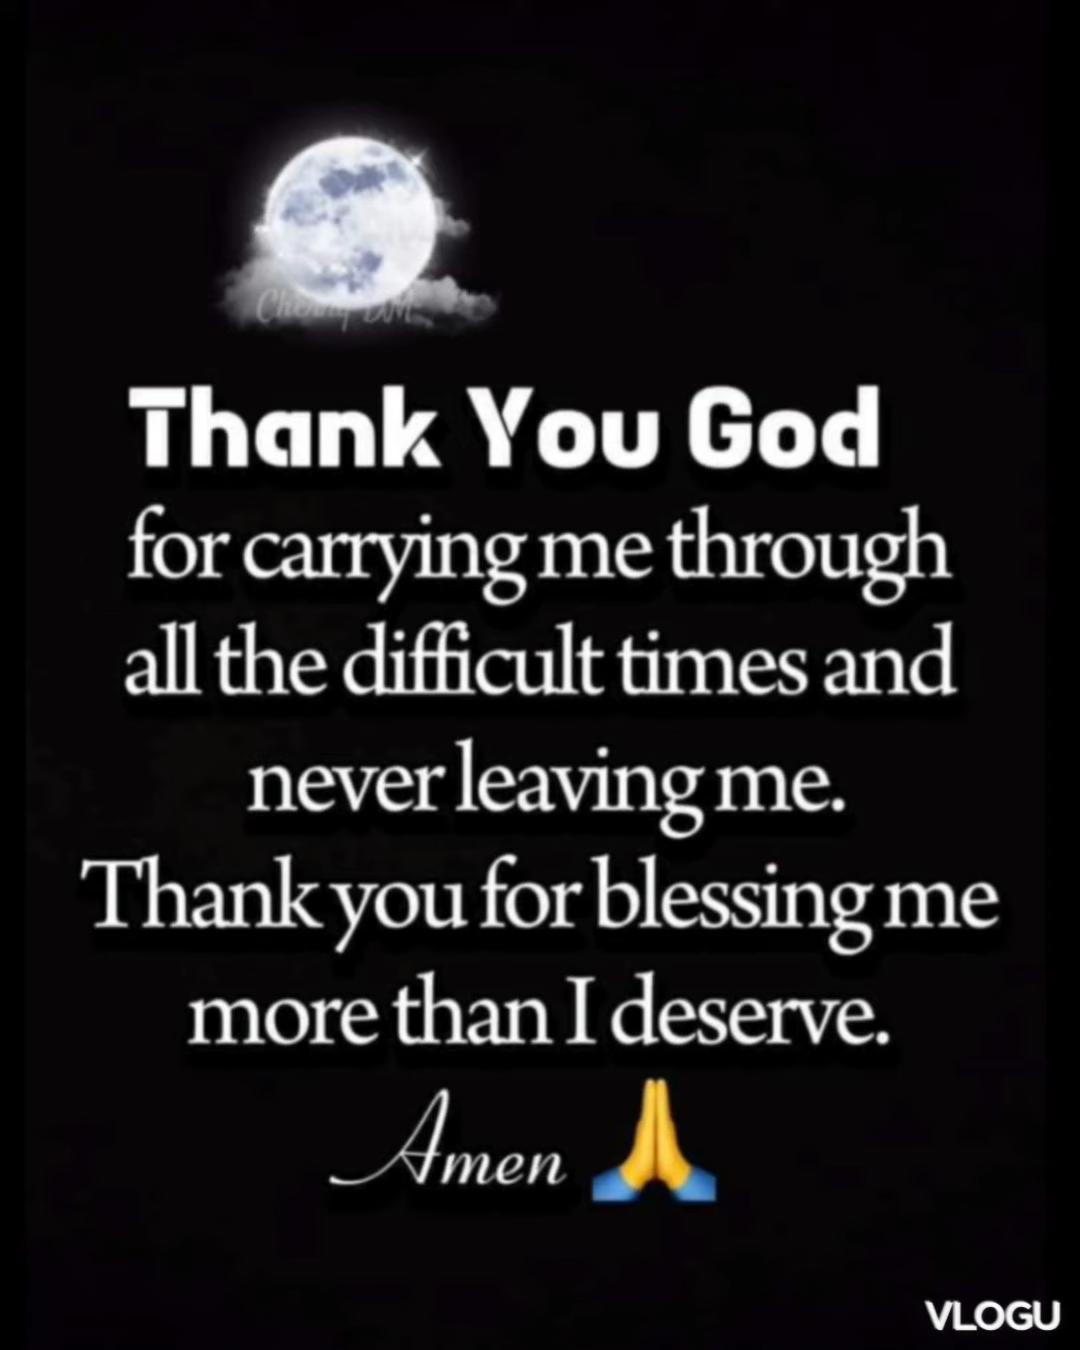 Thank You God
for carrying me through
all the difficult times and
never leaving me.
Thank you for blessing me
more than I deserve.
Amen 🙏
VLOGU